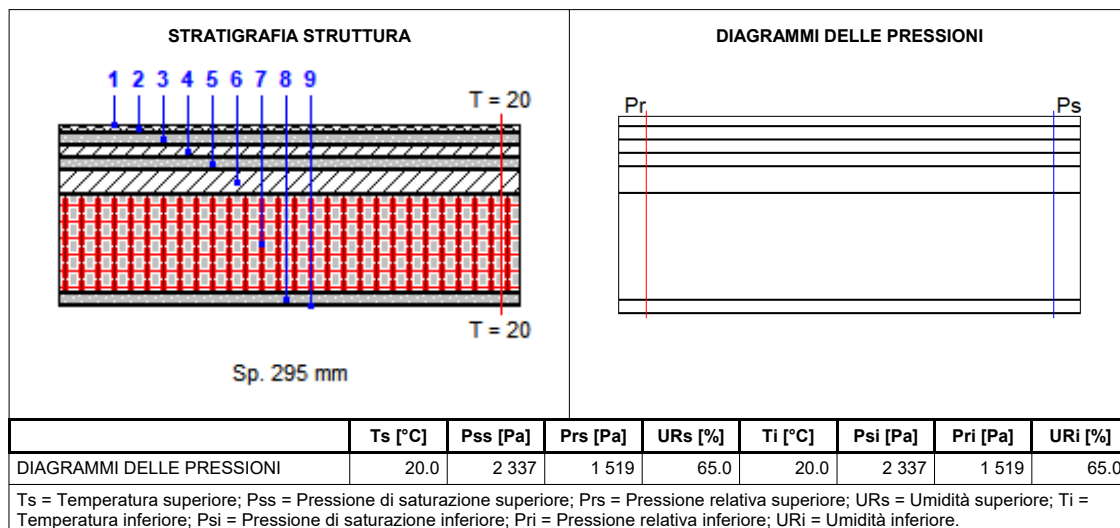 STRATIGRAFIA STRUTTURA
1 2 3 4 5 6 7 8 9
T = 20
T = 20
Sp. 295 mm
DIAGRAMMI DELLE PRESSIONI
Pr Ps
Ts [°C] Pss [Pa] Prs [Pa] URs [%] Ti [°C] Psi [Pa] Pri [Pa] URi [%]
DIAGRAMMI DELLE PRESSIONI 20.0 2 337 1 519 65.0 20.0 2 337 1 519 65.0
Ts = Temperatura superiore; Pss = Pressione di saturazione superiore; Prs = Pressione relativa superiore; URs = Umidità superiore; Ti =
Temperatura inferiore; Psi = Pressione di saturazione inferiore; Pri = Pressione relativa inferiore; URi = Umidità inferiore.